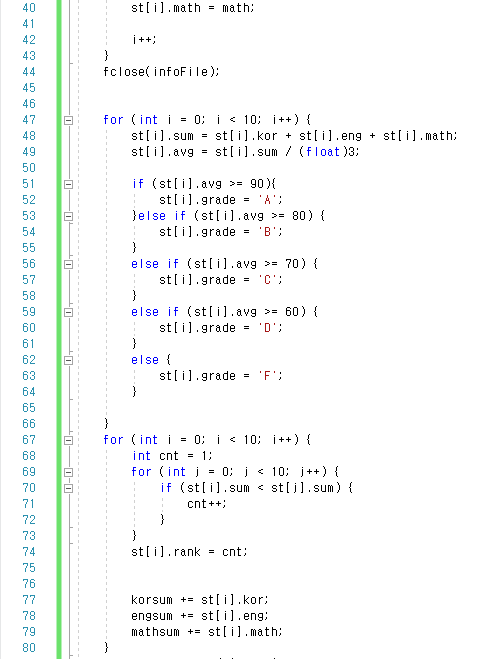 40 st[i].math = math;
41
42 i++;
43 }
44 fclose(infoFile);
45
46
47 for (int i = 0; i < 10; i++) {
48 st[i].sum = st[i].kor + st[i].eng + st[i].math;
49 st[i].avg = st[i].sum / (float)3;
50
51 if (st[i].avg >= 90){
52 st[i].grade = 'A';
53 }else if (st[i].avg >= 80) {
54 st[i].grade = 'B';
55 }
56 else if (st[i].avg >= 70) {
57 st[i].grade = 'C';
58 }
59 else if (st[i].avg >= 60) {
60 st[i].grade = 'D';
61 }
62 else {
63 st[i].grade = 'F';
64 }
65
66 }
67 for (int i = 0; i < 10; i++) {
68 int cnt = 1;
69 for (int j = 0; j < 10; j++) {
70 if (st[i].sum < st[j].sum) {
71 cnt++;
72 }
73 }
74 st[i].rank = cnt;
75
76
77 korsum += st[i].kor;
78 engsum += st[i].eng;
79 mathsum += st[i].math;
80 }